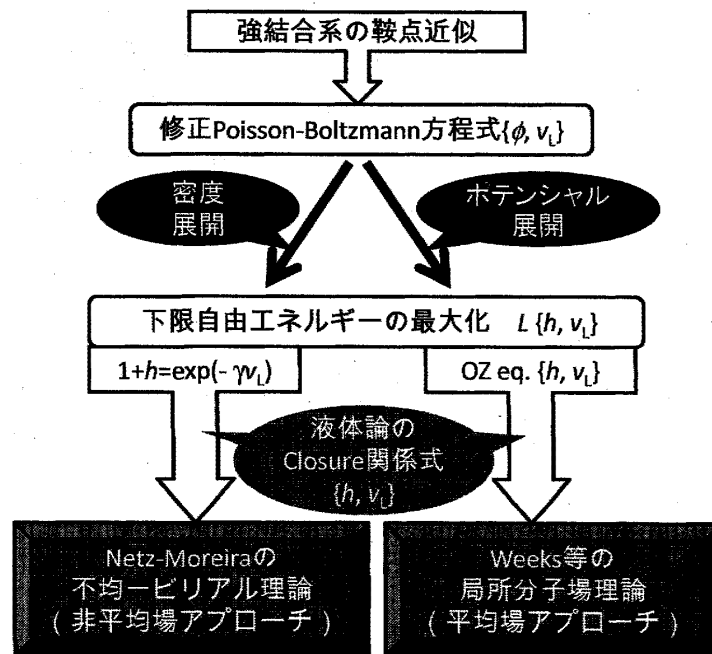 強結合系の鞍点近似
修正Poisson-Boltzmann方程式{ϕ, v_L}
密度
展開
ポテンシャル
展開
下限自由エネルギーの最大化 L {h, v_L}
1+h=exp(- γv_L)
OZ eq. {h, v_L}
液体論の
Closure関係式
{h, v_L}
Netz-Moreiraの
不均一ビリアル理論
( 非平均場アプローチ )
Weeks等の
局所分子場理論
( 平均場アプローチ )